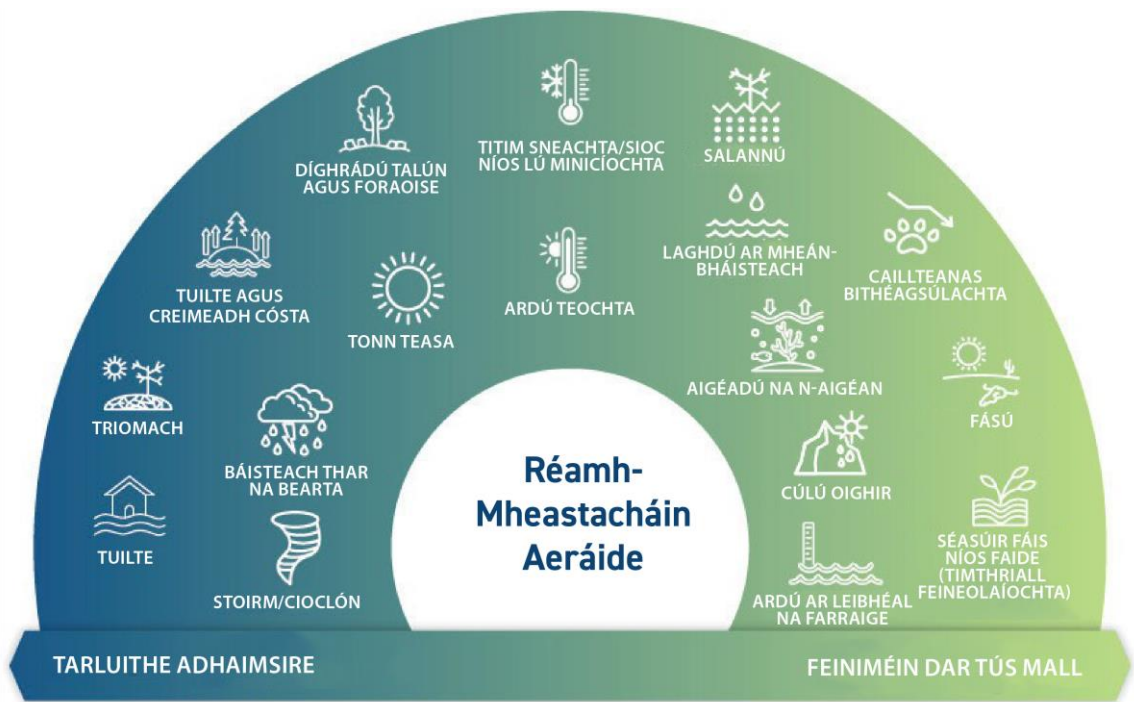 DÍGHRÁDÚ TALÚN
AGUS FORAOISE
TITIM SNEACHTA/SIOC
NÍOS LÚ MINICÍOCHTA
SALANNÚ
TUILTE AGUS
CREIMEADH CÓSTA
TONN TEASA
ARDÚ TEOCHTA
LAGHDÚ AR MHEÁN-
BHÁISTEACH
CAILLTEANAS
BITHÉAGSÚLACHTA
TRIOMACH
BÁISTEACH THAR
NA BEARTA
AIGÉADÚ NA N-AIGÉAN
FÁSÚ
TUILTE
STOIRM/CIOCLÓN
Réamh-
Mheastacháin
Aeráide
CÚLÚ OIGHIR
ARDÚ AR LEIBHÉAL
NA FARRAIGE
SÉASÚIR FÁIS
NÍOS FAIDE
(TIMTHRIALL
FEINEOLAÍOCHTA)
TARLUITHE ADHAIMSIRE
FEINIMÉIN DAR TÚS MALL